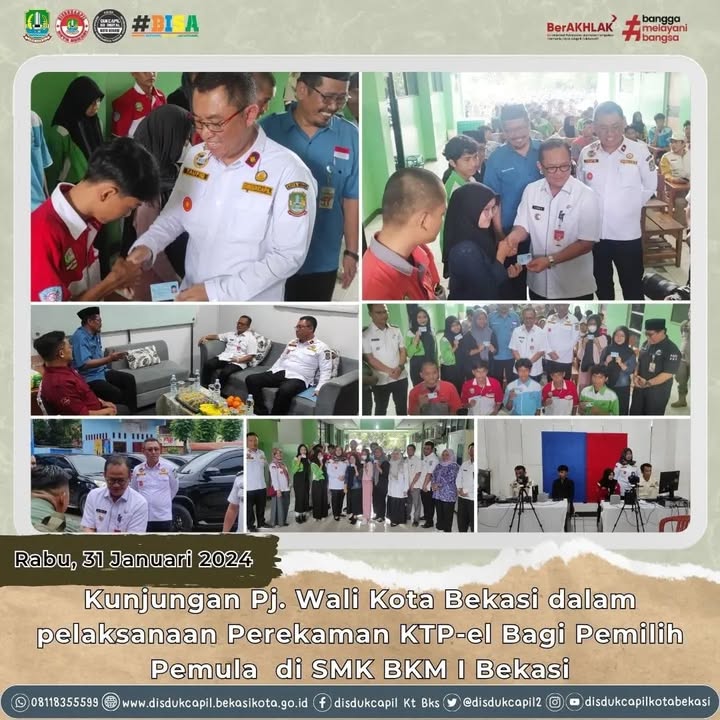 #BISA
BerAKHLAK
#bangga
melayani
bangsa
Rabu, 31 Januari 2024
Kunjungan Pj. Wali Kota Bekasi dalam
pelaksanaan Perekaman KTP-el Bagi Pemilih
Pemula di SMK BKM I Bekasi
08118355599 www.disdukcapil.bekasikota.go.id disdukcapil Kt Bks @disdukcapil2 disdukcapilkotabekasi